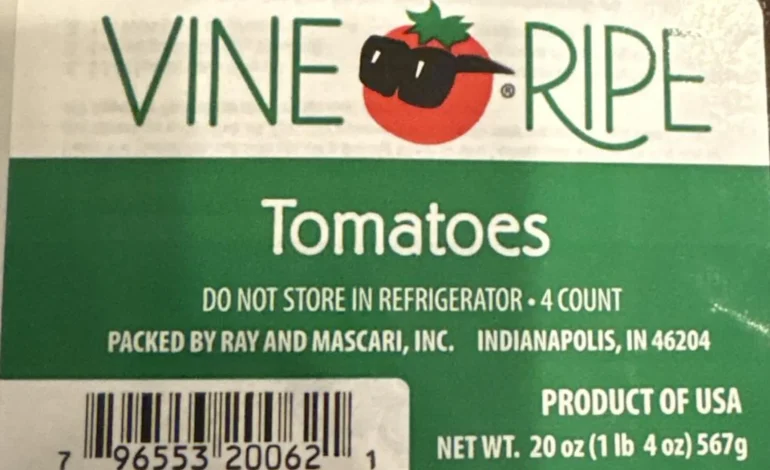 VINE ® RIPE
Tomatoes
DO NOT STORE IN REFRIGERATOR • 4 COUNT
PACKED BY RAY AND MASCARI, INC. INDIANAPOLIS, IN 46204
PRODUCT OF USA
NET WT. 20 oz (1 lb 4 oz) 567g
7 96553 20062 1